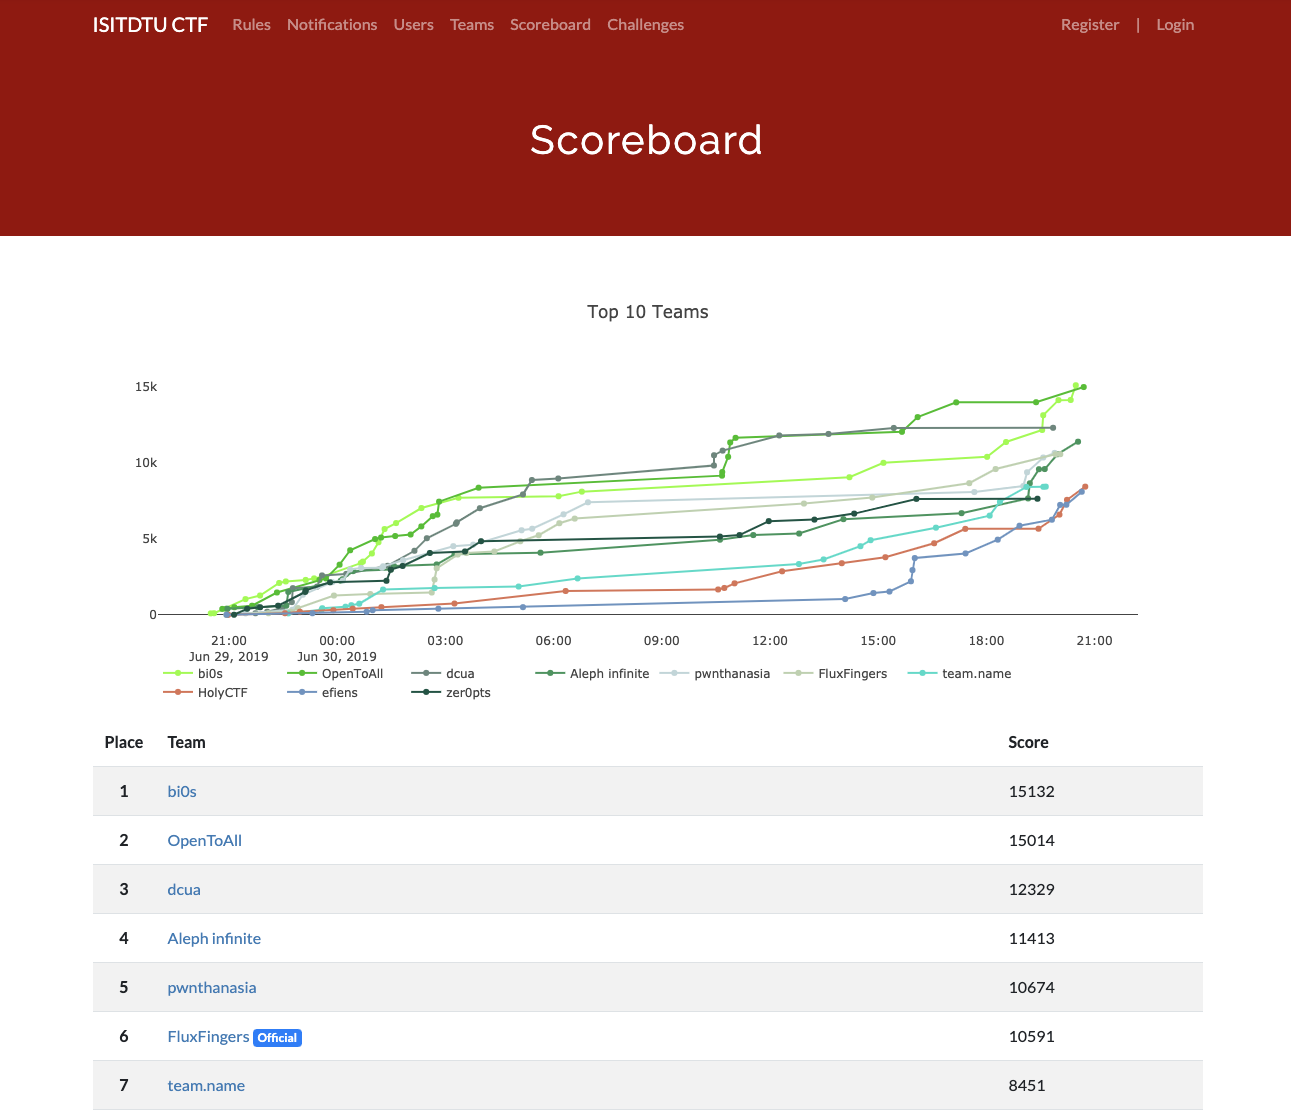 ISITDTU CTF Rules Notifications Users Teams Scoreboard Challenges Register | Login
Scoreboard
Top 10 Teams
15k
10k
5k
0
21:00 00:00 03:00 06:00 09:00 12:00 15:00 18:00 21:00
Jun 29, 2019 Jun 30, 2019
bi0s OpenToAll dcua Aleph infinite pwnthanasia FluxFingers team.name
HolyCTF efiens zer0pts
Place Team Score
1 bi0s 15132
2 OpenToAll 15014
3 dcua 12329
4 Aleph infinite 11413
5 pwnthanasia 10674
6 FluxFingers Official 10591
7 team.name 8451